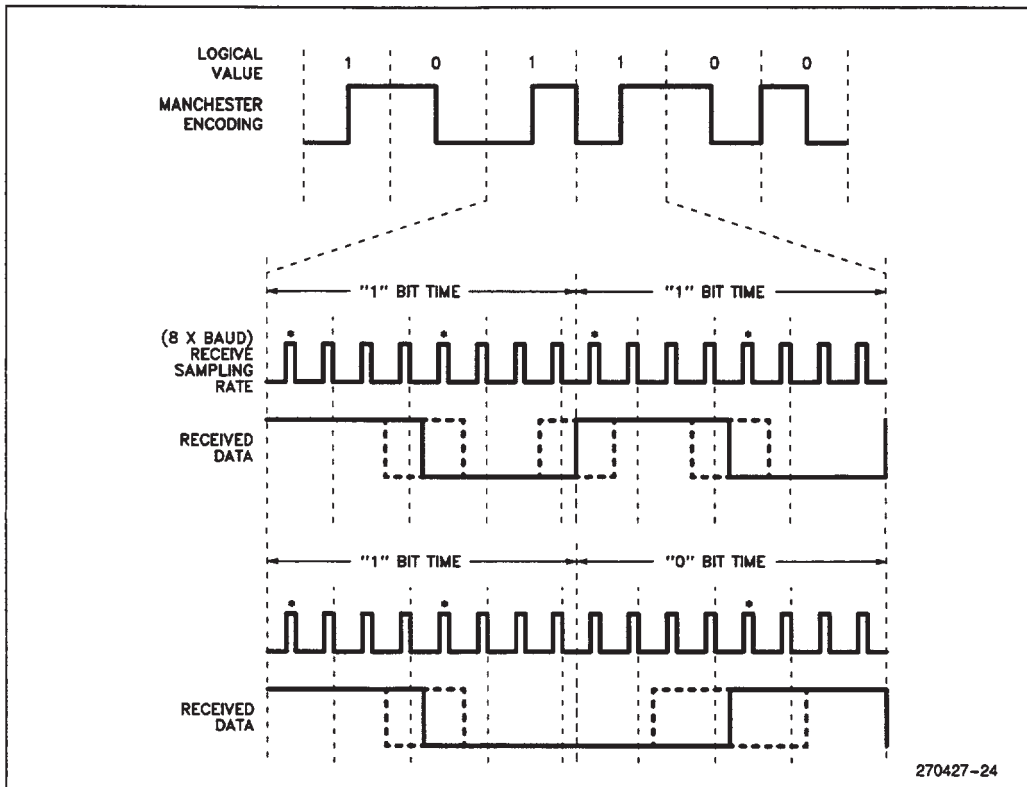 LOGICAL
VALUE
1 0 1 1 0 0
MANCHESTER
ENCODING
"1" BIT TIME "1" BIT TIME
(8 X BAUD)
RECEIVE
SAMPLING
RATE
* * * *
RECEIVED
DATA
"1" BIT TIME "0" BIT TIME
* * *
RECEIVED
DATA
270427-24